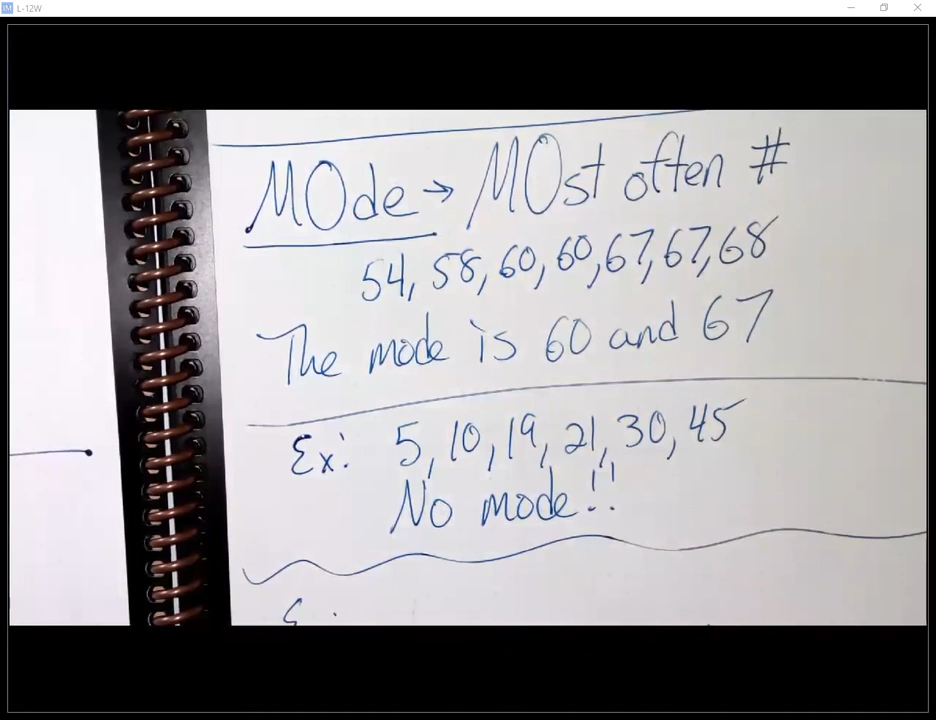 L-12W
MOde → MOst often #
54, 58, 60, 60, 67, 67, 68
The mode is 60 and 67
Ex: 5, 10, 19, 21, 30, 45
No mode!!